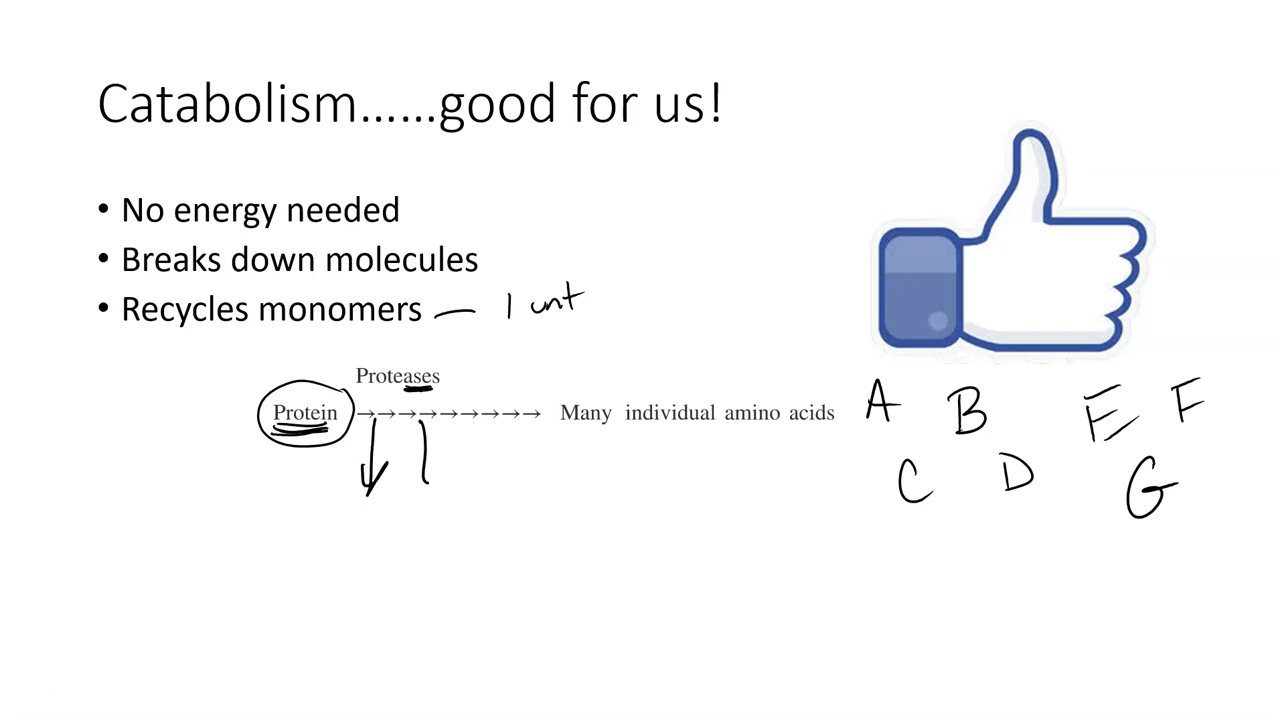 Catabolism……good for us!
• No energy needed
• Breaks down molecules
• Recycles monomers — 1 unt
Proteases
Protein →→→→→→→→→ Many individual amino acids
A B E F
C D G